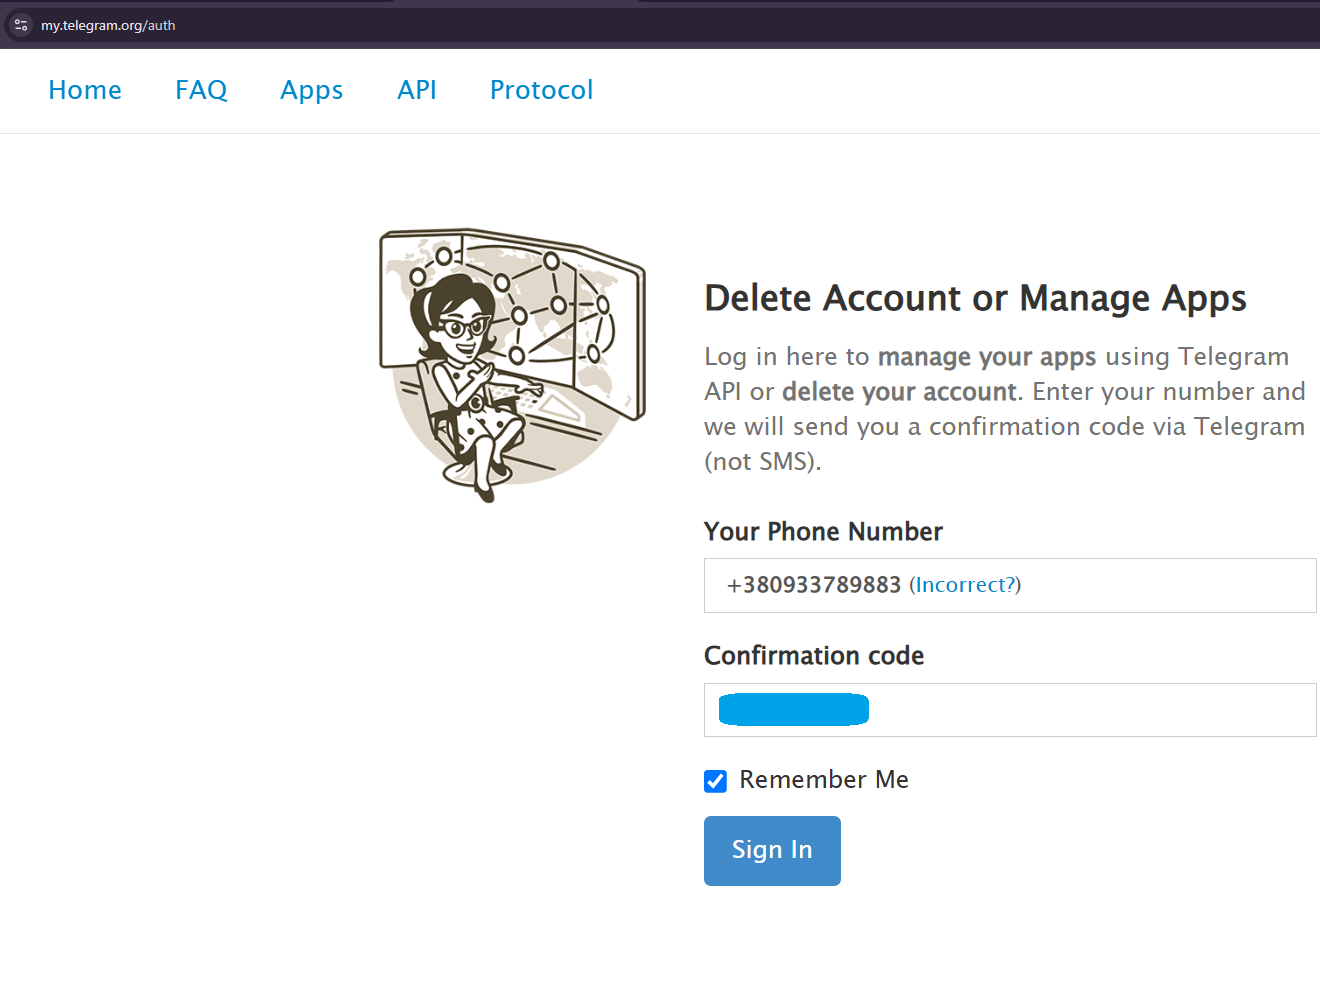 my.telegram.org/auth
Home FAQ Apps API Protocol
Delete Account or Manage Apps
Log in here to manage your apps using Telegram
API or delete your account. Enter your number and
we will send you a confirmation code via Telegram
(not SMS).
Your Phone Number
+380933789883 (Incorrect?)
Confirmation code
Remember Me
Sign In